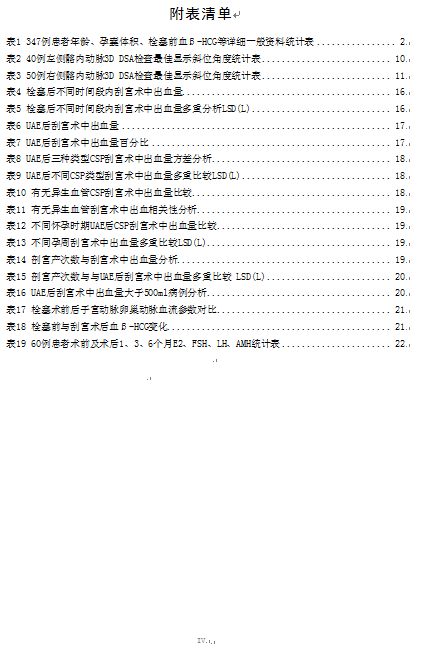 附表清单
表1 347例患者年龄、孕囊体积、栓塞前血β-HCG等详细一般资料统计表................ 2
表2 40例左侧髂内动脉3D DSA检查最佳显示斜位角度统计表.......................... 10
表3 50例右侧髂内动脉3D DSA检查最佳显示斜位角度统计表.......................... 11
表4 栓塞后不同时间段内刮宫术中出血量.......................................... 16
表5 栓塞后不同时间段内刮宫术中出血量多重分析LSD(L)............................ 16
表6 UAE后刮宫术中出血量....................................................... 17
表7 UAE后刮宫术中出血量百分比................................................. 17
表8 UAE后三种类型CSP刮宫术中出血量方差分析.................................... 18
表9 UAE后不同CSP类型刮宫术中出血量多重比较LSD(L).............................. 18
表10 有无异生血管CSP刮宫术中出血量比较........................................ 18
表11 有无异生血管刮宫术中出血相关性分析....................................... 19
表12 不同怀孕时期UAE后CSP刮宫术中出血量比较................................... 19
表13 不同孕周刮宫术中出血量多重比较LSD(L)..................................... 19
表14 剖宫产次数与刮宫术中出血量分析........................................... 19
表15 剖宫产次数与与UAE后刮宫术中出血量多重比较 LSD(L)......................... 20
表16 UAE后刮宫术中出血量大于500ml病例分析..................................... 20
表17 栓塞术前后子宫动脉卵巢动脉血流参数对比................................... 21
表18 栓塞前与刮宫术后血β-HCG变化............................................. 21
表19 60例患者术前及术后1、3、6个月E2、FSH、LH、AMH统计表...................... 22
IV